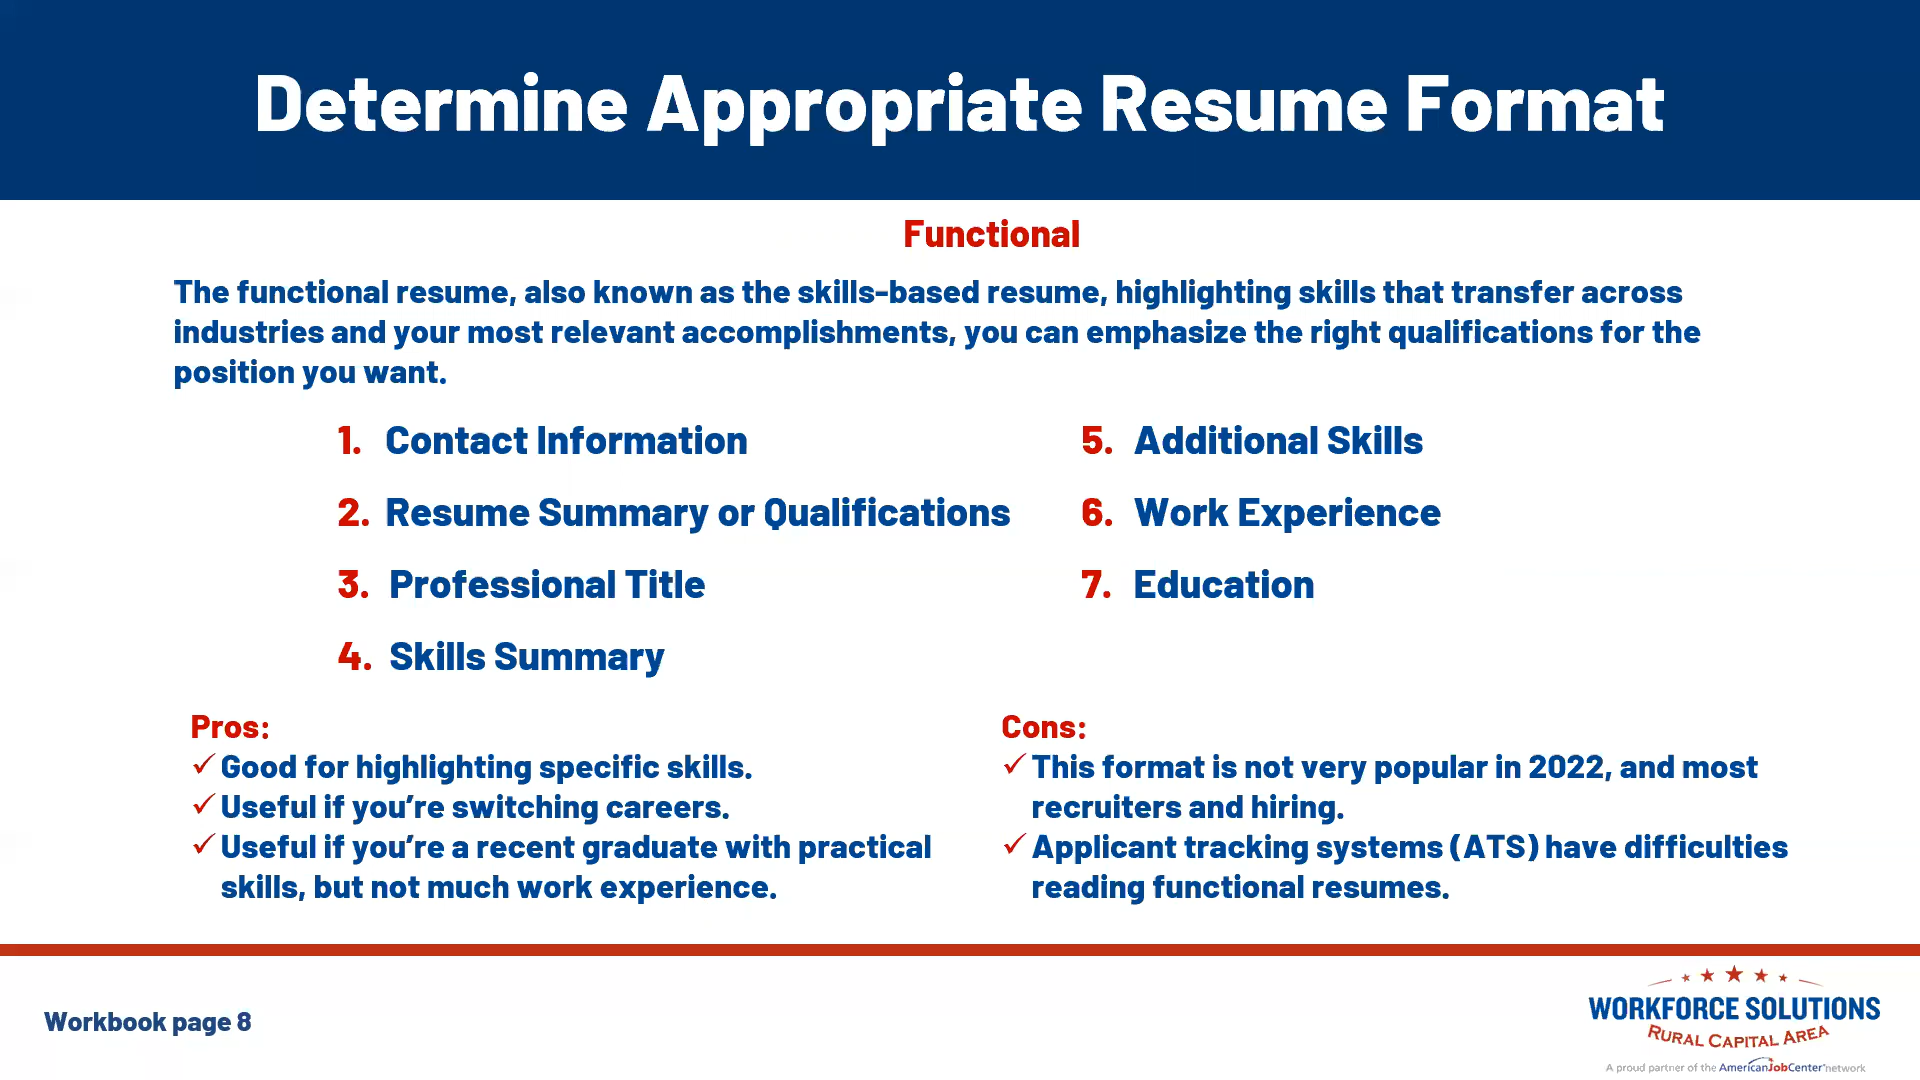 Determine Appropriate Resume Format
Functional
The functional resume, also known as the skills-based resume, highlighting skills that transfer across
industries and your most relevant accomplishments, you can emphasize the right qualifications for the
position you want.
1. Contact Information
2. Resume Summary or Qualifications
3. Professional Title
4. Skills Summary
5. Additional Skills
6. Work Experience
7. Education
Pros:
✓ Good for highlighting specific skills.
✓ Useful if you’re switching careers.
✓ Useful if you’re a recent graduate with practical
skills, but not much work experience.
Cons:
✓ This format is not very popular in 2022, and most
recruiters and hiring.
✓ Applicant tracking systems (ATS) have difficulties
reading functional resumes.
Workbook page 8
WORKFORCE SOLUTIONS
RURAL CAPITAL AREA
A proud partner of the AmericanJobCenter network